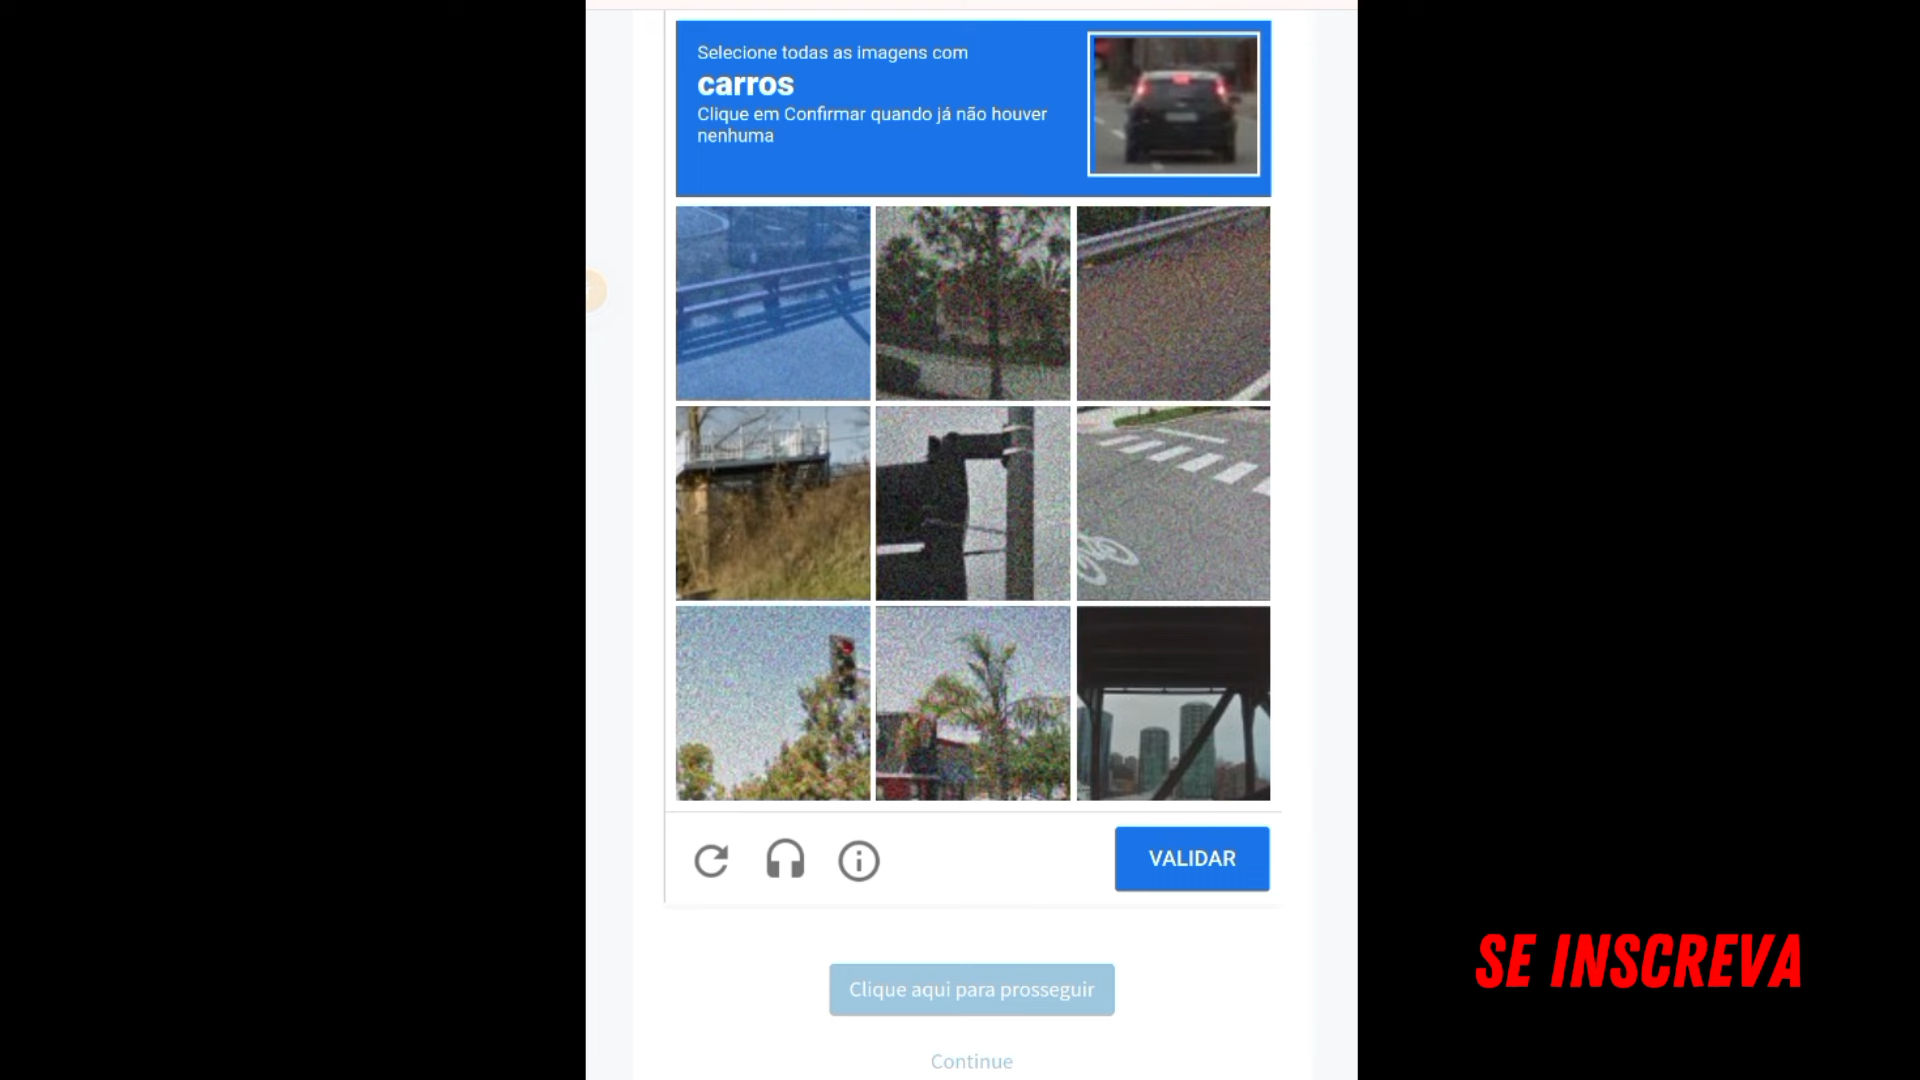 Selecione todas as imagens com
carros
Clique em Confirmar quando já não houver
nenhuma
VALIDAR
SE INSCREVA
Clique aqui para prosseguir
Continue